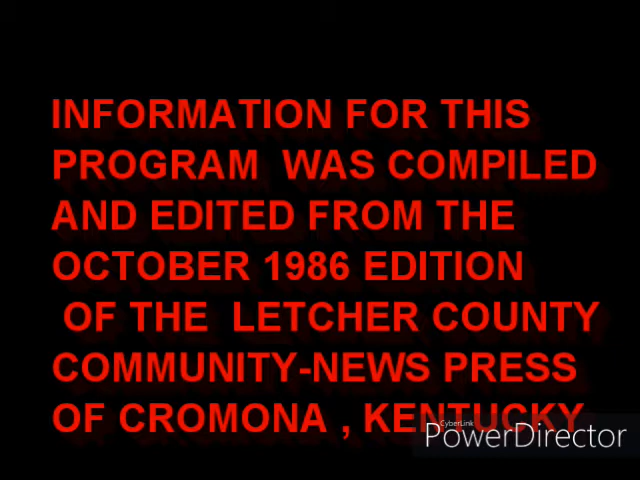 INFORMATION FOR THIS
PROGRAM WAS COMPILED
AND EDITED FROM THE
OCTOBER 1986 EDITION
OF THE LETCHER COUNTY
COMMUNITY-NEWS PRESS
OF CROMONA , KENTUCKY
CyberLink
PowerDirector